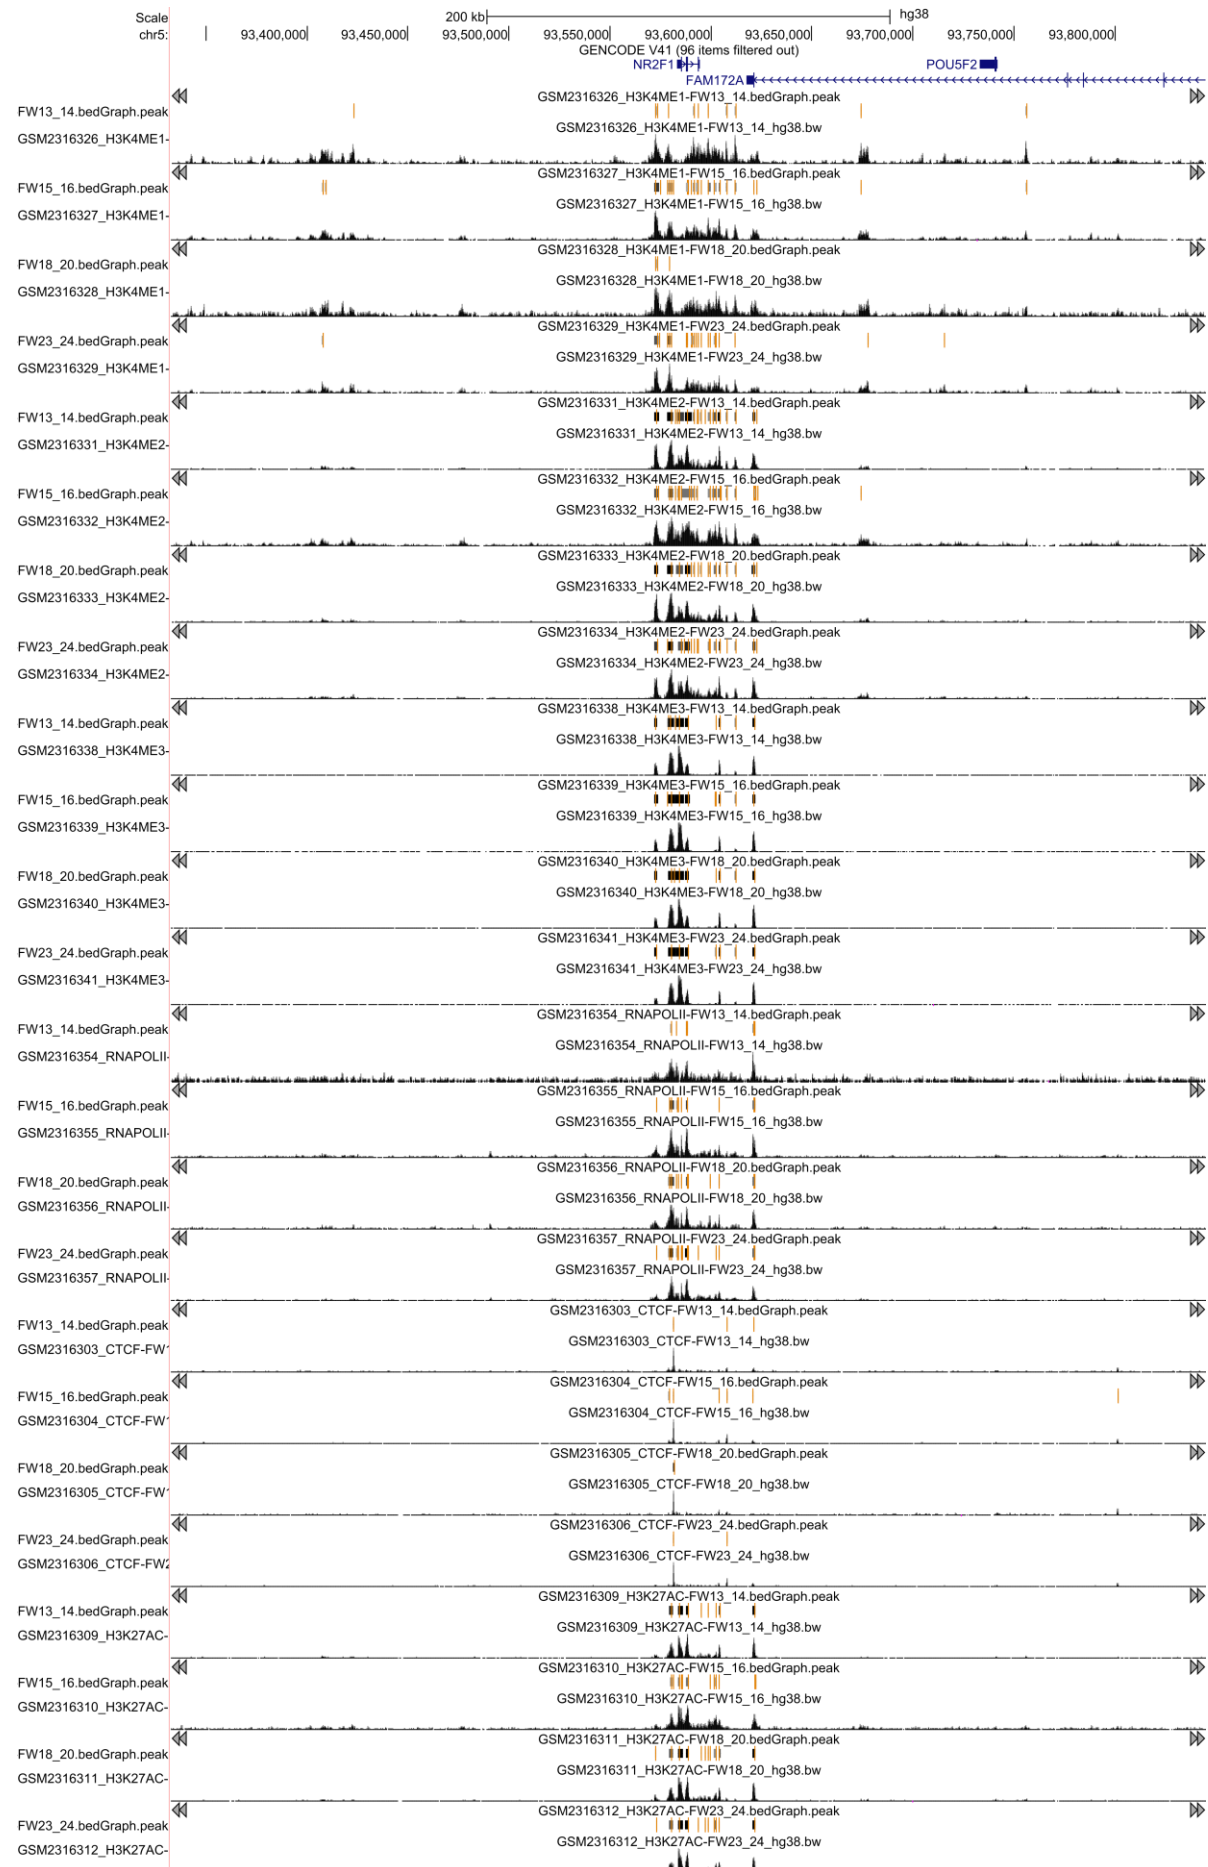 Scale 200 kb hg38
chr5: 93,400,000 93,450,000 93,500,000 93,550,000 93,600,000 93,650,000 93,700,000 93,750,000 93,800,000
GENCODE V41 (96 items filtered out)
NR2F1 POU5F2
FAM172A
GSM2316326_H3K4ME1-FW13_14.bedGraph.peak
FW13_14.bedGraph.peak
GSM2316326_H3K4ME1-FW13_14_hg38.bw
GSM2316326_H3K4ME1-
GSM2316327_H3K4ME1-FW15_16.bedGraph.peak
FW15_16.bedGraph.peak
GSM2316327_H3K4ME1-FW15_16_hg38.bw
GSM2316327_H3K4ME1-
GSM2316328_H3K4ME1-FW18_20.bedGraph.peak
FW18_20.bedGraph.peak
GSM2316328_H3K4ME1-FW18_20_hg38.bw
GSM2316328_H3K4ME1-
GSM2316329_H3K4ME1-FW23_24.bedGraph.peak
FW23_24.bedGraph.peak
GSM2316329_H3K4ME1-FW23_24_hg38.bw
GSM2316329_H3K4ME1-
GSM2316331_H3K4ME2-FW13_14.bedGraph.peak
FW13_14.bedGraph.peak
GSM2316331_H3K4ME2-FW13_14_hg38.bw
GSM2316331_H3K4ME2-
GSM2316332_H3K4ME2-FW15_16.bedGraph.peak
FW15_16.bedGraph.peak
GSM2316332_H3K4ME2-FW15_16_hg38.bw
GSM2316332_H3K4ME2-
GSM2316333_H3K4ME2-FW18_20.bedGraph.peak
FW18_20.bedGraph.peak
GSM2316333_H3K4ME2-FW18_20_hg38.bw
GSM2316333_H3K4ME2-
GSM2316334_H3K4ME2-FW23_24.bedGraph.peak
FW23_24.bedGraph.peak
GSM2316334_H3K4ME2-FW23_24_hg38.bw
GSM2316334_H3K4ME2-
GSM2316338_H3K4ME3-FW13_14.bedGraph.peak
FW13_14.bedGraph.peak
GSM2316338_H3K4ME3-FW13_14_hg38.bw
GSM2316338_H3K4ME3-
GSM2316339_H3K4ME3-FW15_16.bedGraph.peak
FW15_16.bedGraph.peak
GSM2316339_H3K4ME3-FW15_16_hg38.bw
GSM2316339_H3K4ME3-
GSM2316340_H3K4ME3-FW18_20.bedGraph.peak
FW18_20.bedGraph.peak
GSM2316340_H3K4ME3-FW18_20_hg38.bw
GSM2316340_H3K4ME3-
GSM2316341_H3K4ME3-FW23_24.bedGraph.peak
FW23_24.bedGraph.peak
GSM2316341_H3K4ME3-FW23_24_hg38.bw
GSM2316341_H3K4ME3-
GSM2316354_RNAPOLII-FW13_14.bedGraph.peak
FW13_14.bedGraph.peak
GSM2316354_RNAPOLII-FW13_14_hg38.bw
GSM2316354_RNAPOLII-
GSM2316355_RNAPOLII-FW15_16.bedGraph.peak
FW15_16.bedGraph.peak
GSM2316355_RNAPOLII-FW15_16_hg38.bw
GSM2316355_RNAPOLII-
GSM2316356_RNAPOLII-FW18_20.bedGraph.peak
FW18_20.bedGraph.peak
GSM2316356_RNAPOLII-FW18_20_hg38.bw
GSM2316356_RNAPOLII-
GSM2316357_RNAPOLII-FW23_24.bedGraph.peak
FW23_24.bedGraph.peak
GSM2316357_RNAPOLII-FW23_24_hg38.bw
GSM2316357_RNAPOLII-
GSM2316303_CTCF-FW13_14.bedGraph.peak
FW13_14.bedGraph.peak
GSM2316303_CTCF-FW13_14_hg38.bw
GSM2316303_CTCF-FW1
GSM2316304_CTCF-FW15_16.bedGraph.peak
FW15_16.bedGraph.peak
GSM2316304_CTCF-FW15_16_hg38.bw
GSM2316304_CTCF-FW1
GSM2316305_CTCF-FW18_20.bedGraph.peak
FW18_20.bedGraph.peak
GSM2316305_CTCF-FW18_20_hg38.bw
GSM2316305_CTCF-FW1
GSM2316306_CTCF-FW23_24.bedGraph.peak
FW23_24.bedGraph.peak
GSM2316306_CTCF-FW23_24_hg38.bw
GSM2316306_CTCF-FW2
GSM2316309_H3K27AC-FW13_14.bedGraph.peak
FW13_14.bedGraph.peak
GSM2316309_H3K27AC-FW13_14_hg38.bw
GSM2316309_H3K27AC-
GSM2316310_H3K27AC-FW15_16.bedGraph.peak
FW15_16.bedGraph.peak
GSM2316310_H3K27AC-FW15_16_hg38.bw
GSM2316310_H3K27AC-
GSM2316311_H3K27AC-FW18_20.bedGraph.peak
FW18_20.bedGraph.peak
GSM2316311_H3K27AC-FW18_20_hg38.bw
GSM2316311_H3K27AC-
GSM2316312_H3K27AC-FW23_24.bedGraph.peak
FW23_24.bedGraph.peak
GSM2316312_H3K27AC-FW23_24_hg38.bw
GSM2316312_H3K27AC-